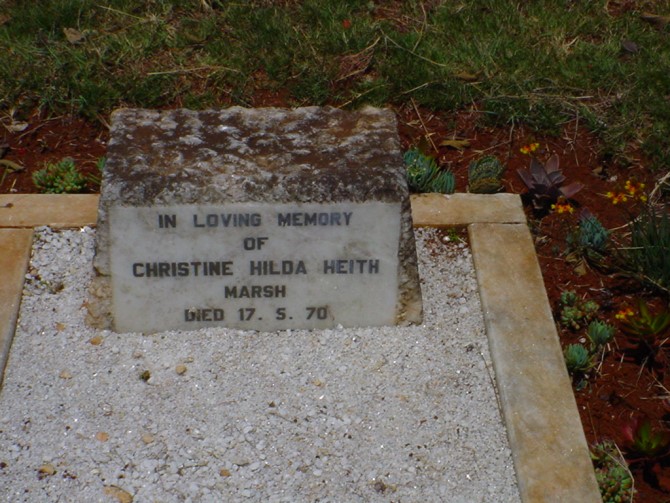 IN LOVING MEMORY
OF
CHRISTINE HILDA HEITH
MARSH
DIED 17. 5. 70